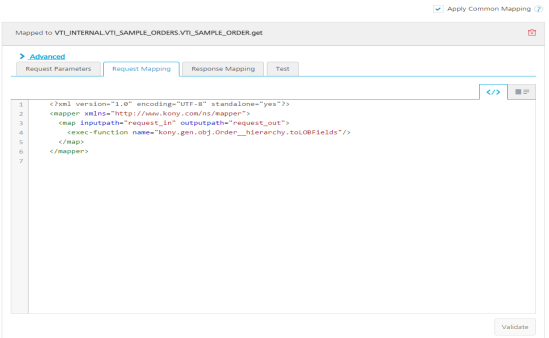 Apply Common Mapping ?
Mapped to VTI_INTERNAL.VTI_SAMPLE_ORDERS.VTI_SAMPLE_ORDER.get
Advanced
Request Parameters Request Mapping Response Mapping Test
</>
1 <?xml version="1.0" encoding="UTF-8" standalone="yes"?>
2 <mapper xmlns="http://www.kony.com/ns/mapper">
3 <map inputpath="request_in" outputpath="request_out">
4 <exec-function name="kony.gen.obj.Order__hierarchy.toLOBFields"/>
5 </map>
6 </mapper>
7
Validate